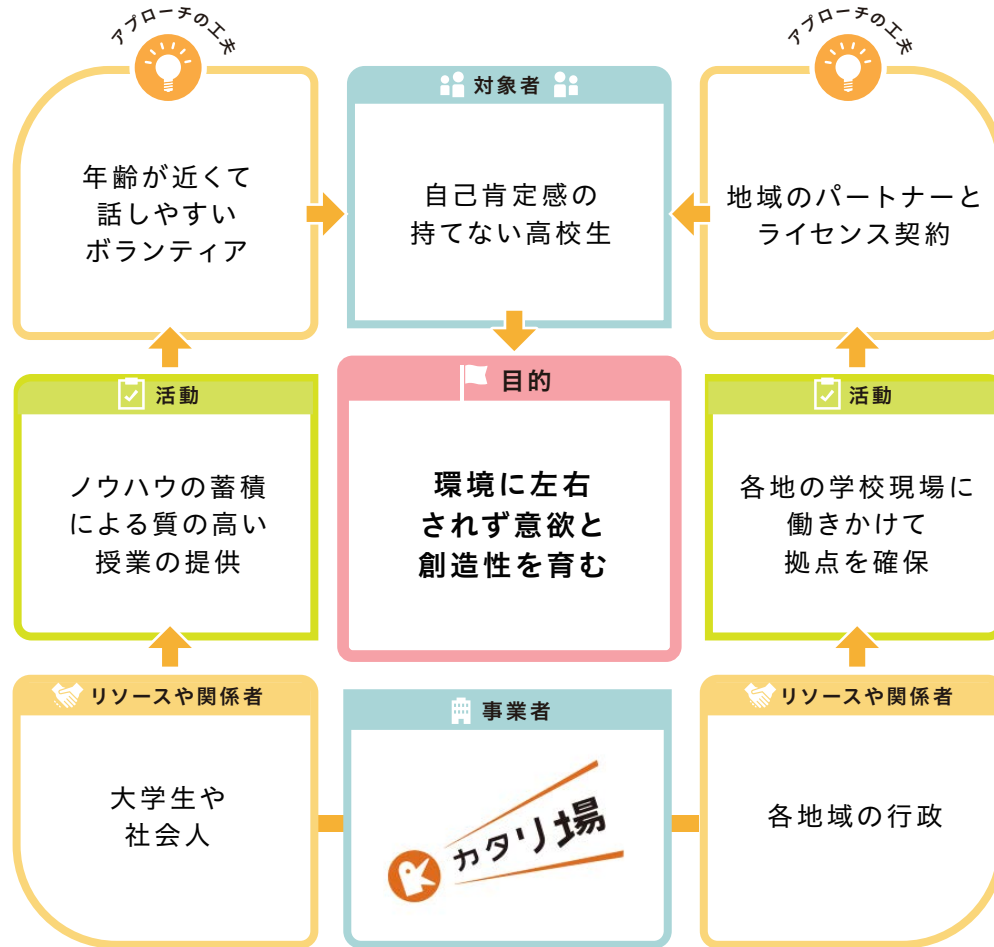 アプローチの工夫
年齢が近くて
話しやすい
ボランティア
対象者
自己肯定感の
持てない高校生
アプローチの工夫
地域のパートナーと
ライセンス契約
活動
ノウハウの蓄積
による質の高い
授業の提供
目的
環境に左右
されず意欲と
創造性を育む
活動
各地の学校現場に
働きかけて
拠点を確保
リソースや関係者
大学生や
社会人
事業者
カタリ場
リソースや関係者
各地域の行政